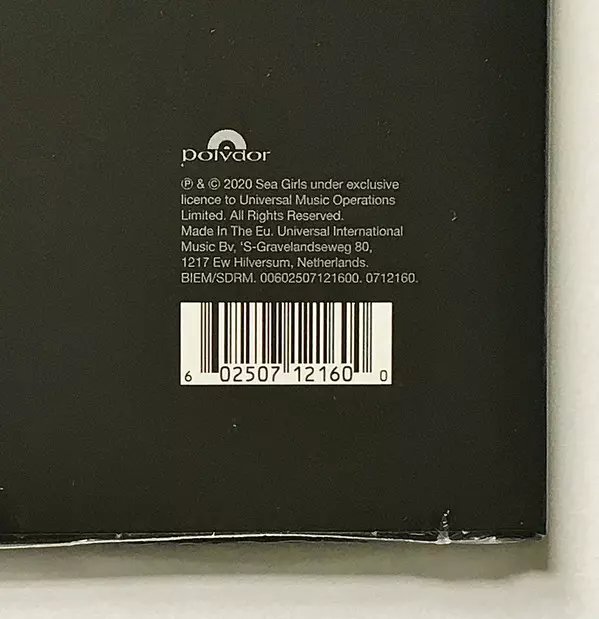 polydor
℗ & © 2020 Sea Girls under exclusive
licence to Universal Music Operations
Limited. All Rights Reserved.
Made In The Eu. Universal International
Music Bv, 'S-Gravelandseweg 80,
1217 Ew Hilversum, Netherlands.
BIEM/SDRM. 00602507121600. 0712160.
6 02507 12160 0